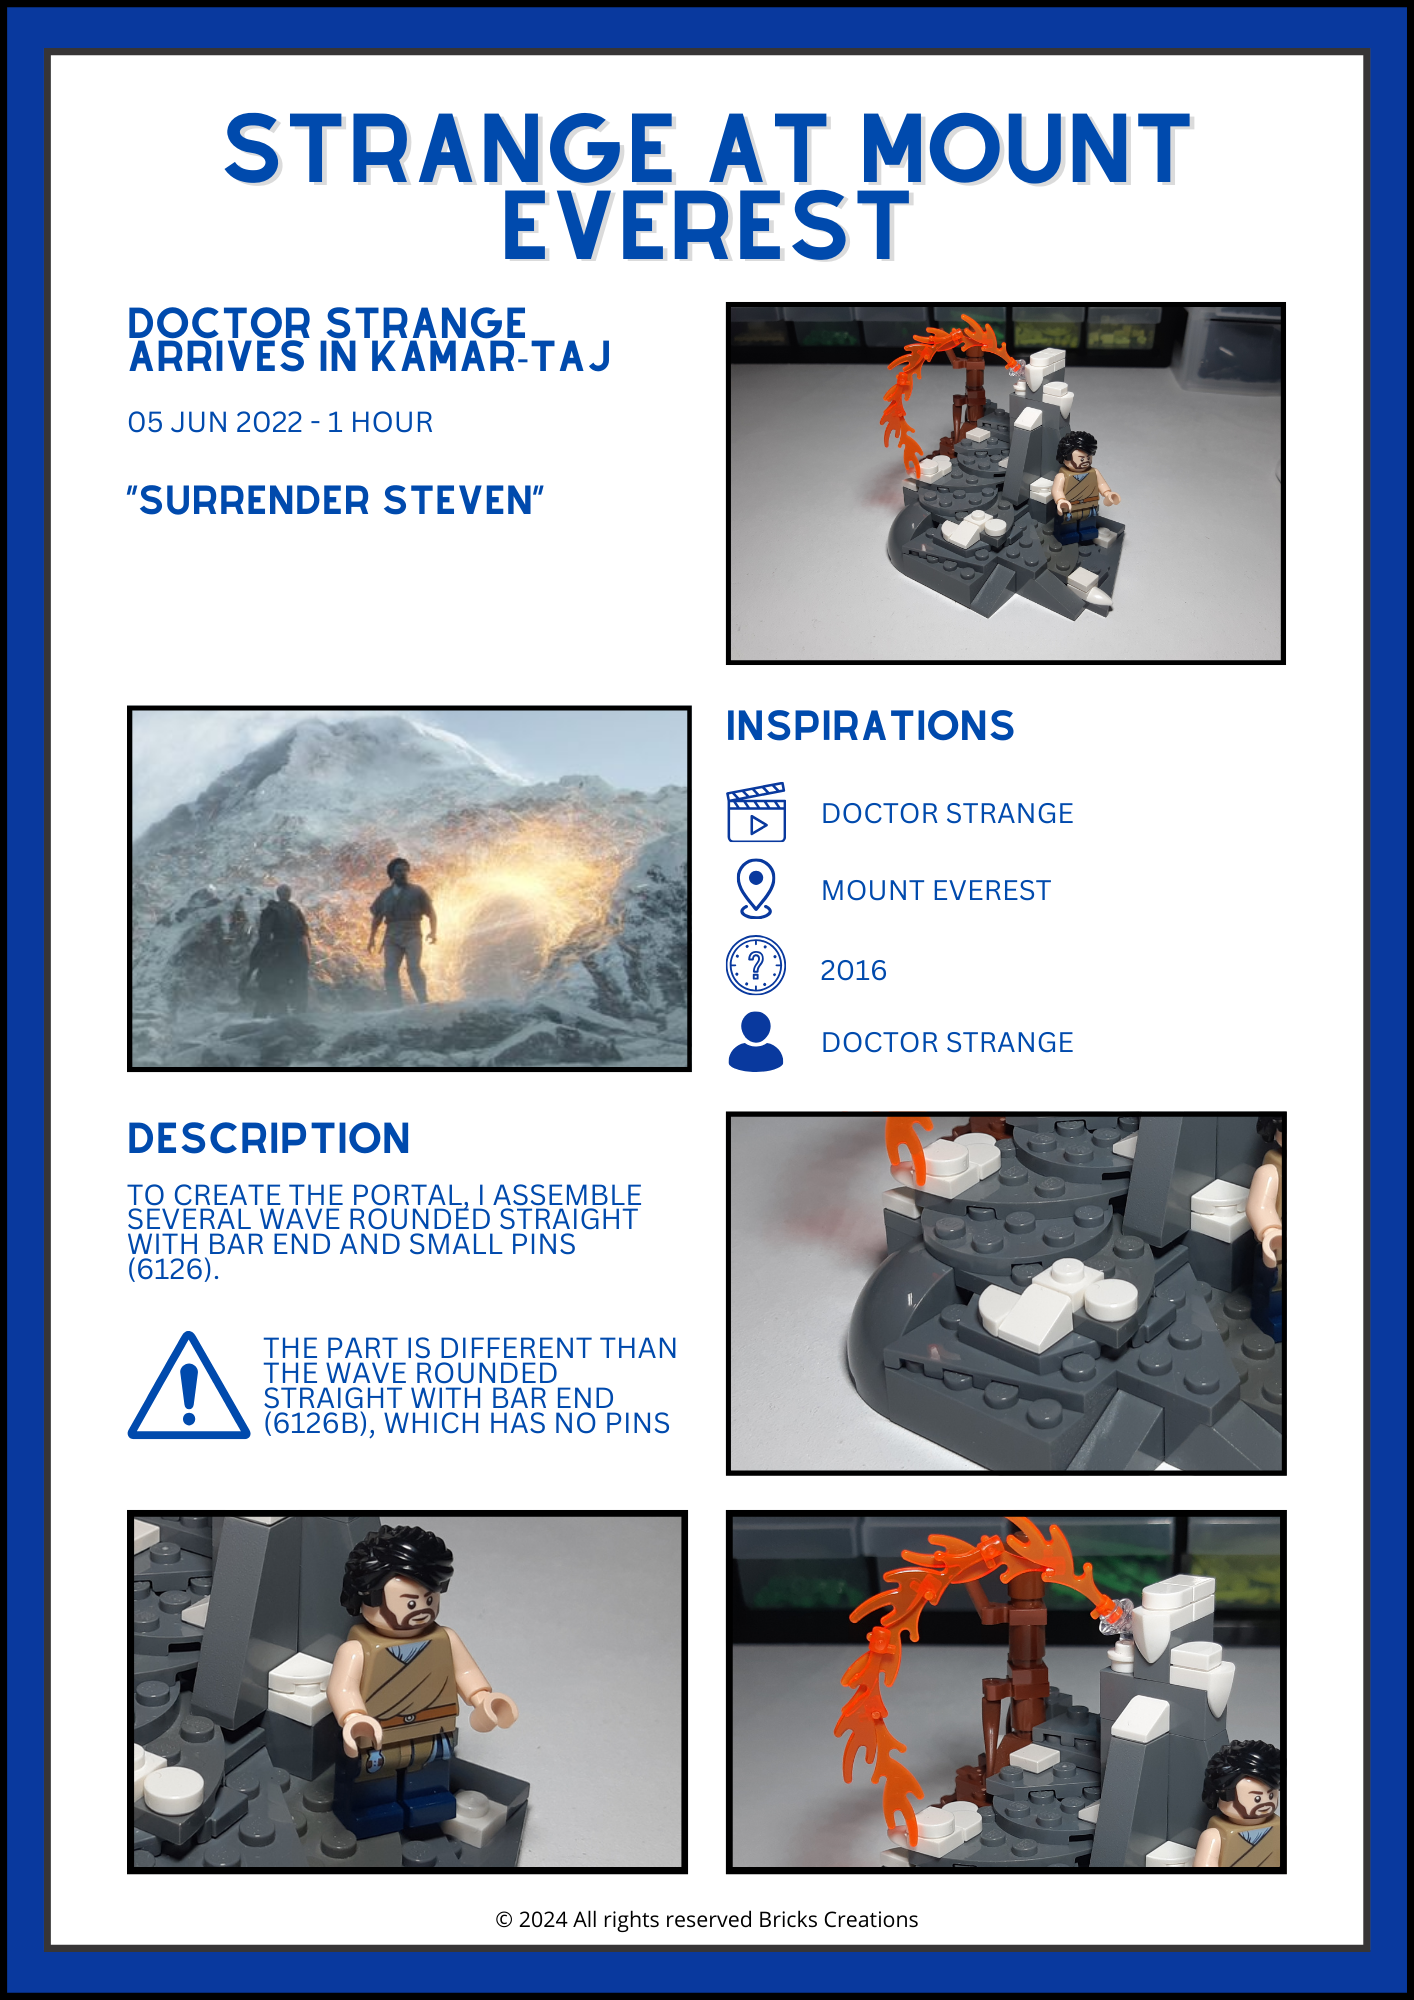 STRANGE AT MOUNT
EVEREST
DOCTOR STRANGE
ARRIVES IN KAMAR-TAJ
05 JUN 2022 - 1 HOUR
"SURRENDER STEVEN"
INSPIRATIONS
DOCTOR STRANGE
MOUNT EVEREST
?
2016
DOCTOR STRANGE
DESCRIPTION
TO CREATE THE PORTAL, I ASSEMBLE
SEVERAL WAVE ROUNDED STRAIGHT
WITH BAR END AND SMALL PINS
(6126).
!
THE PART IS DIFFERENT THAN
THE WAVE ROUNDED
STRAIGHT WITH BAR END
(6126B), WHICH HAS NO PINS
© 2024 All rights reserved Bricks Creations